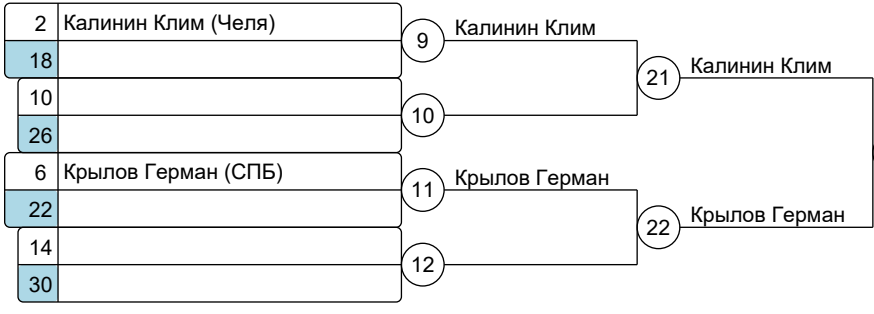 2 Калинин Клим (Челя)
9 Калинин Клим
18
21 Калинин Клим
10
10
26
6 Крылов Герман (СПБ)
11 Крылов Герман
22
22 Крылов Герман
14
12
30